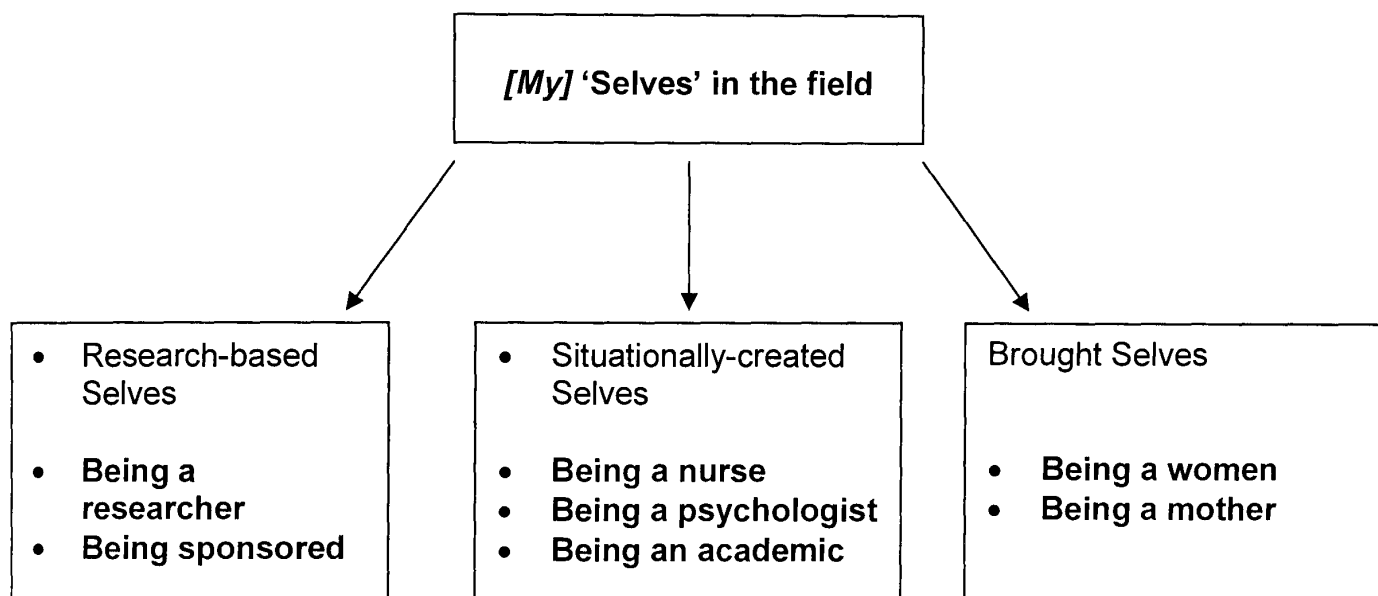 [My] 'Selves' in the field
• Research-based
Selves
• Being a
researcher
• Being sponsored
• Situationally-created
Selves
• Being a nurse
• Being a psychologist
• Being an academic
Brought Selves
• Being a women
• Being a mother